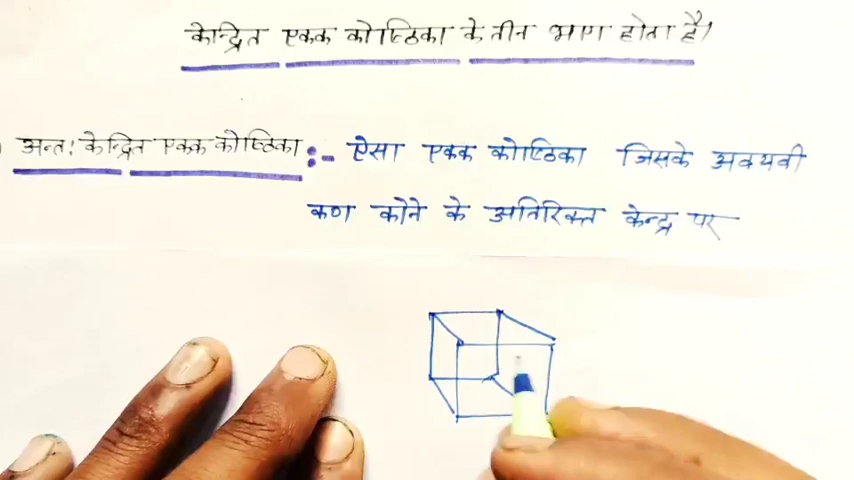 केन्द्रित एकक कोष्ठिका के तीन भाग होता है।
अन्त: केन्द्रित एकक कोष्ठिका :- ऐसा एकक कोष्ठिका जिसके अवयवी
कण कोने के अतिरिक्त केन्द्र पर